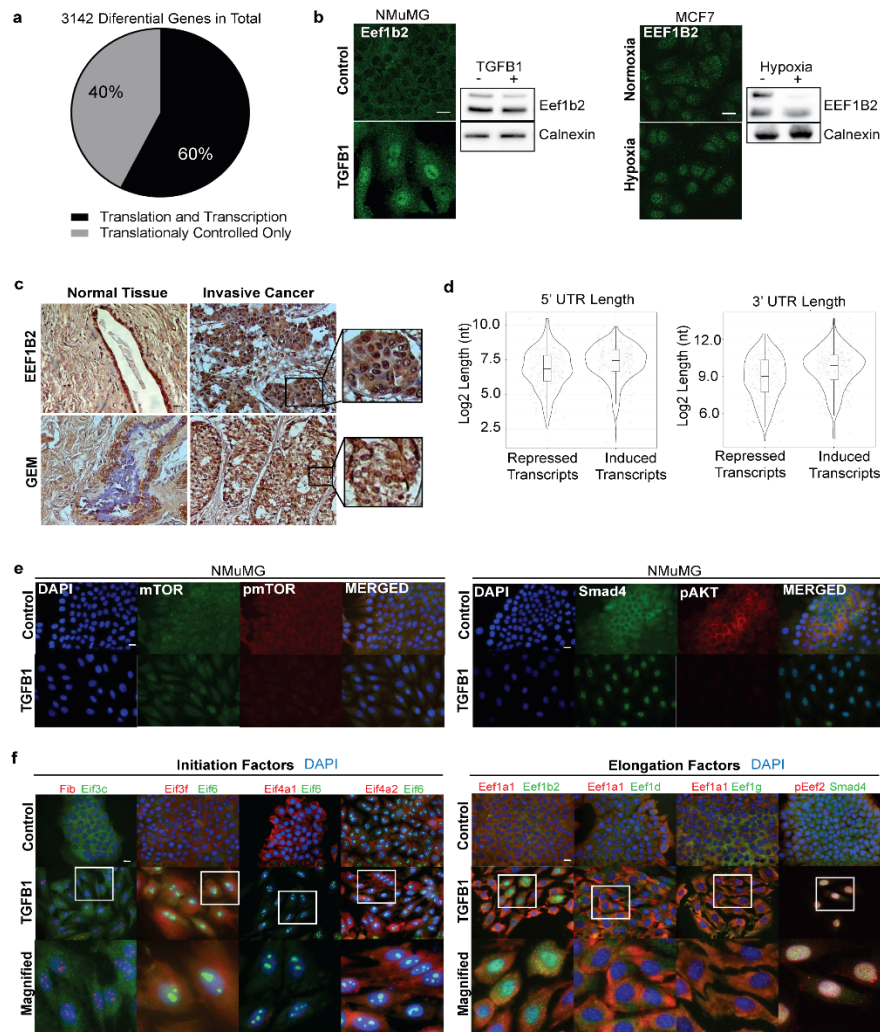 a
3142 Diferential Genes in Total
40%
60%
Translation and Transcription
Translationaly Controlled Only
b
NMuMG
Eef1b2
Control
TGFB1
TGFB1
- +
Eef1b2
Calnexin
MCF7
EEF1B2
Normoxia
Hypoxia
Hypoxia
- +
EEF1B2
Calnexin
c
Normal Tissue Invasive Cancer
EEF1B2
GEM
d
5' UTR Length
Log2 Length (nt)
10.0
7.5
5.0
2.5
Repressed Transcripts
Induced Transcripts
3' UTR Length
Log2 Length (nt)
12.0
9.0
6.0
Repressed Transcripts
Induced Transcripts
e
NMuMG
DAPI mTOR pmTOR MERGED
Control
TGFB1
NMuMG
DAPI Smad4 pAKT MERGED
Control
TGFB1
f
Initiation Factors DAPI
Fib Eif3c Eif3f Eif6 Eif4a1 Eif6 Eif4a2 Eif6
Control
TGFB1
Magnified
Elongation Factors DAPI
Eef1a1 Eef1b2 Eef1a1 Eef1d Eef1a1 Eef1g pEef2 Smad4
Control
TGFB1
Magnified